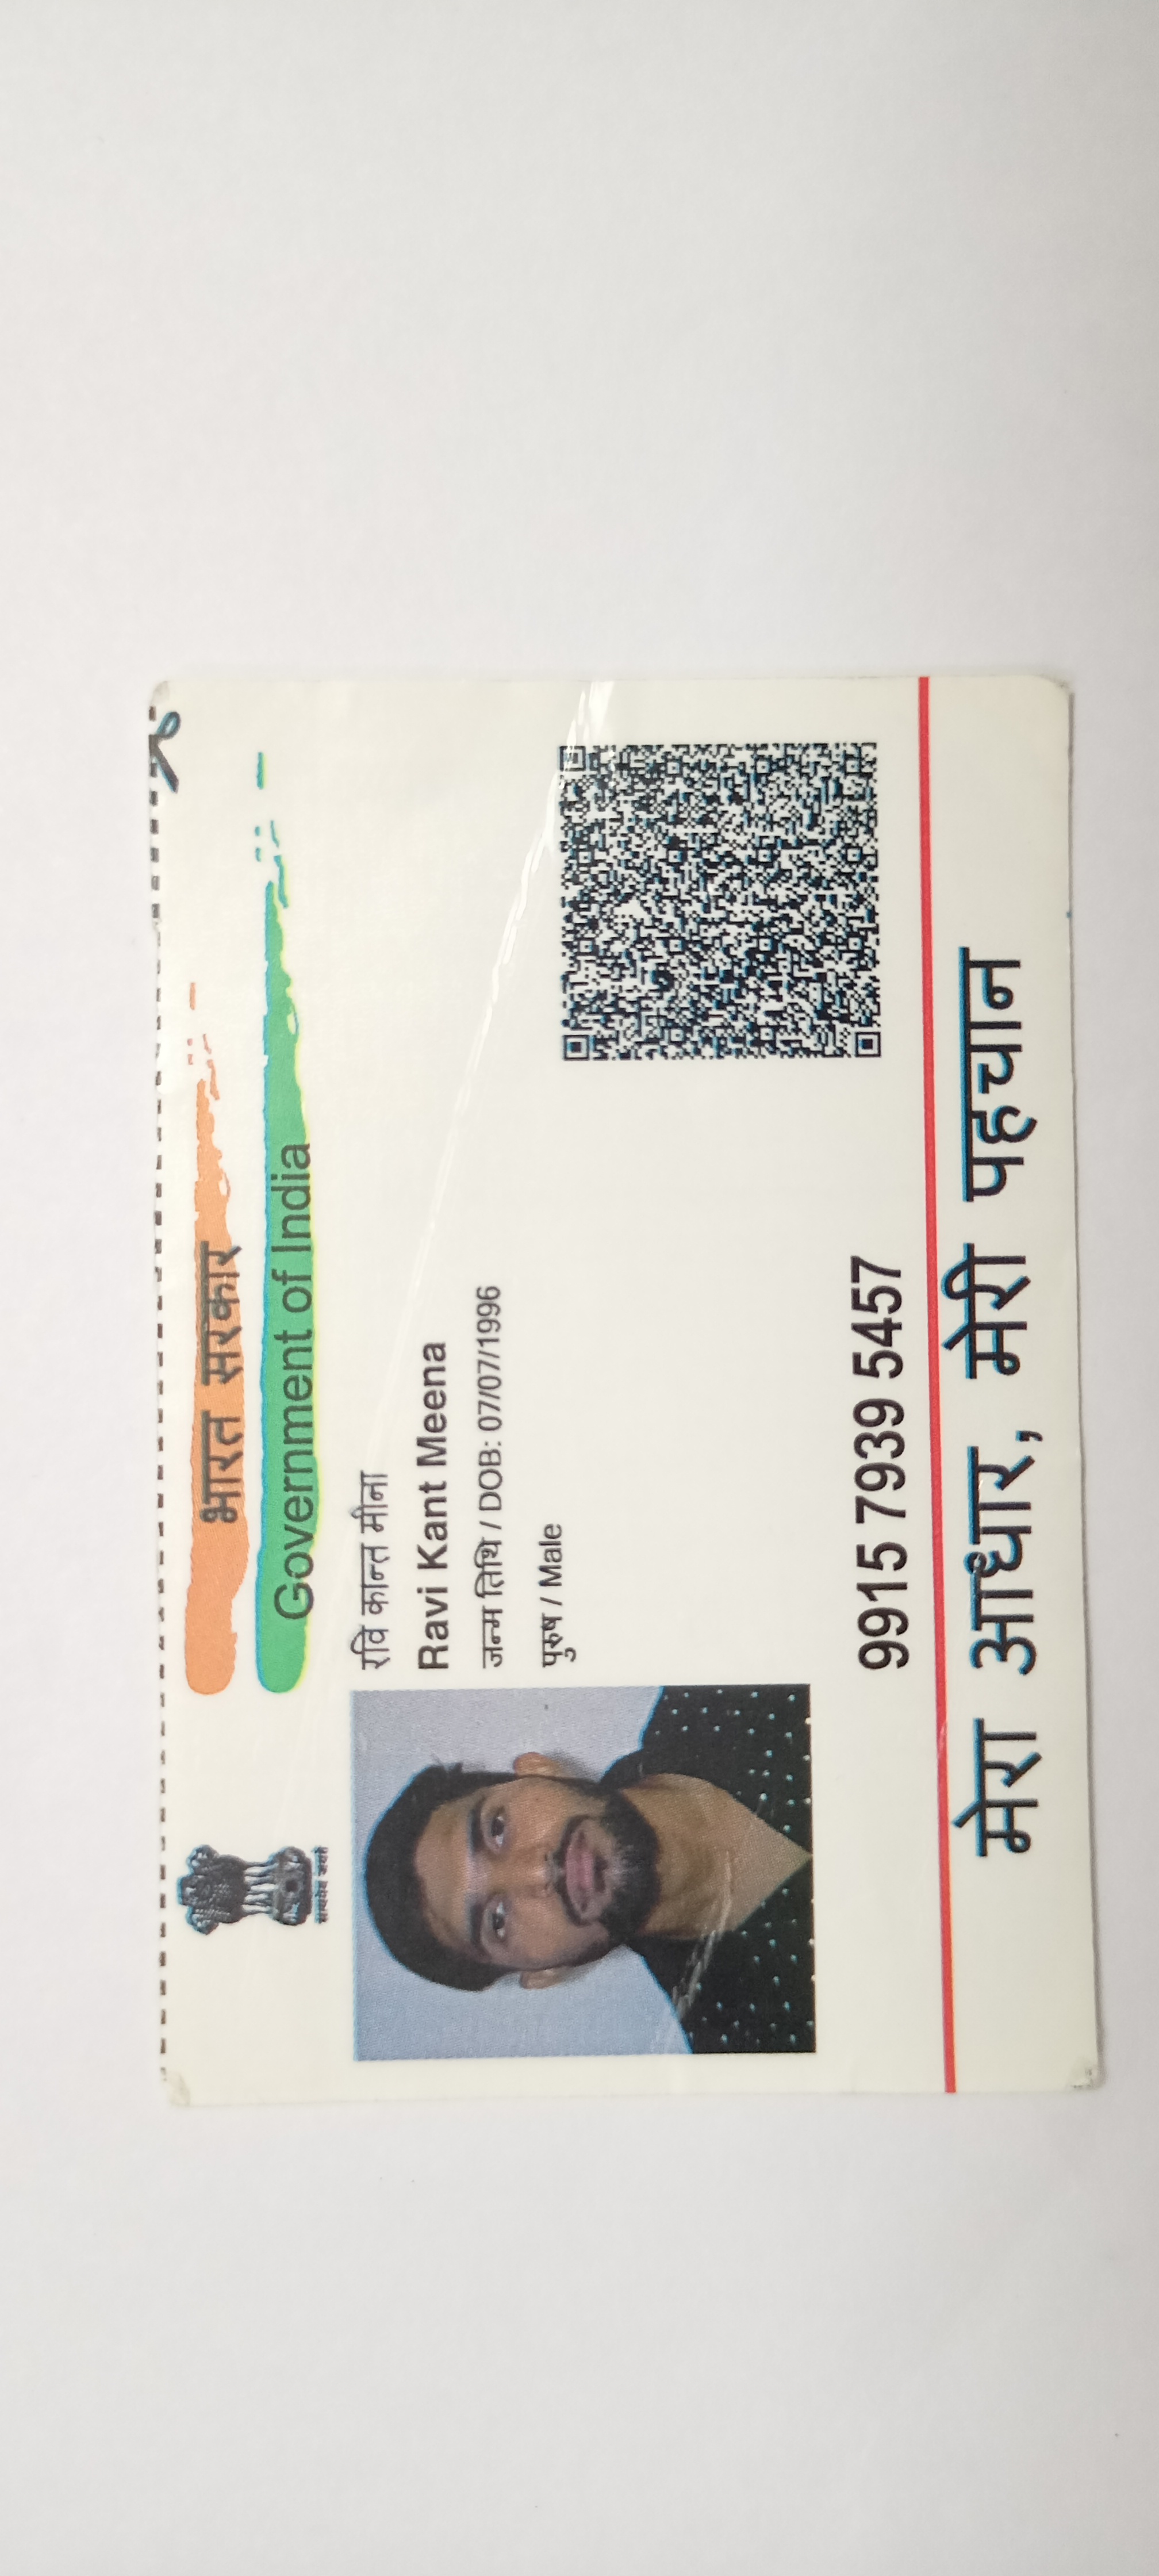 भारत सरकार
Government of India
सत्यमेव जयते
रवि कान्त मीना
Ravi Kant Meena
जन्म तिथि / DOB: 07/07/1996
पुरुष / Male
9915 7939 5457
मेरा आधार, मेरी पहचान